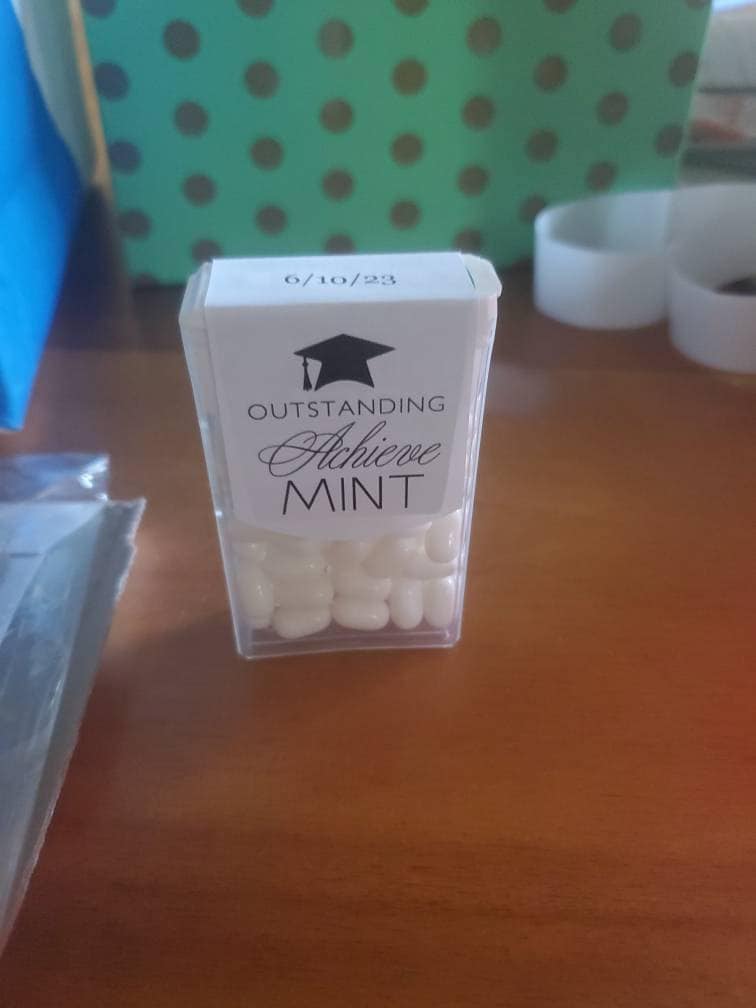 6/10/23
OUTSTANDING
Achieve
MINT